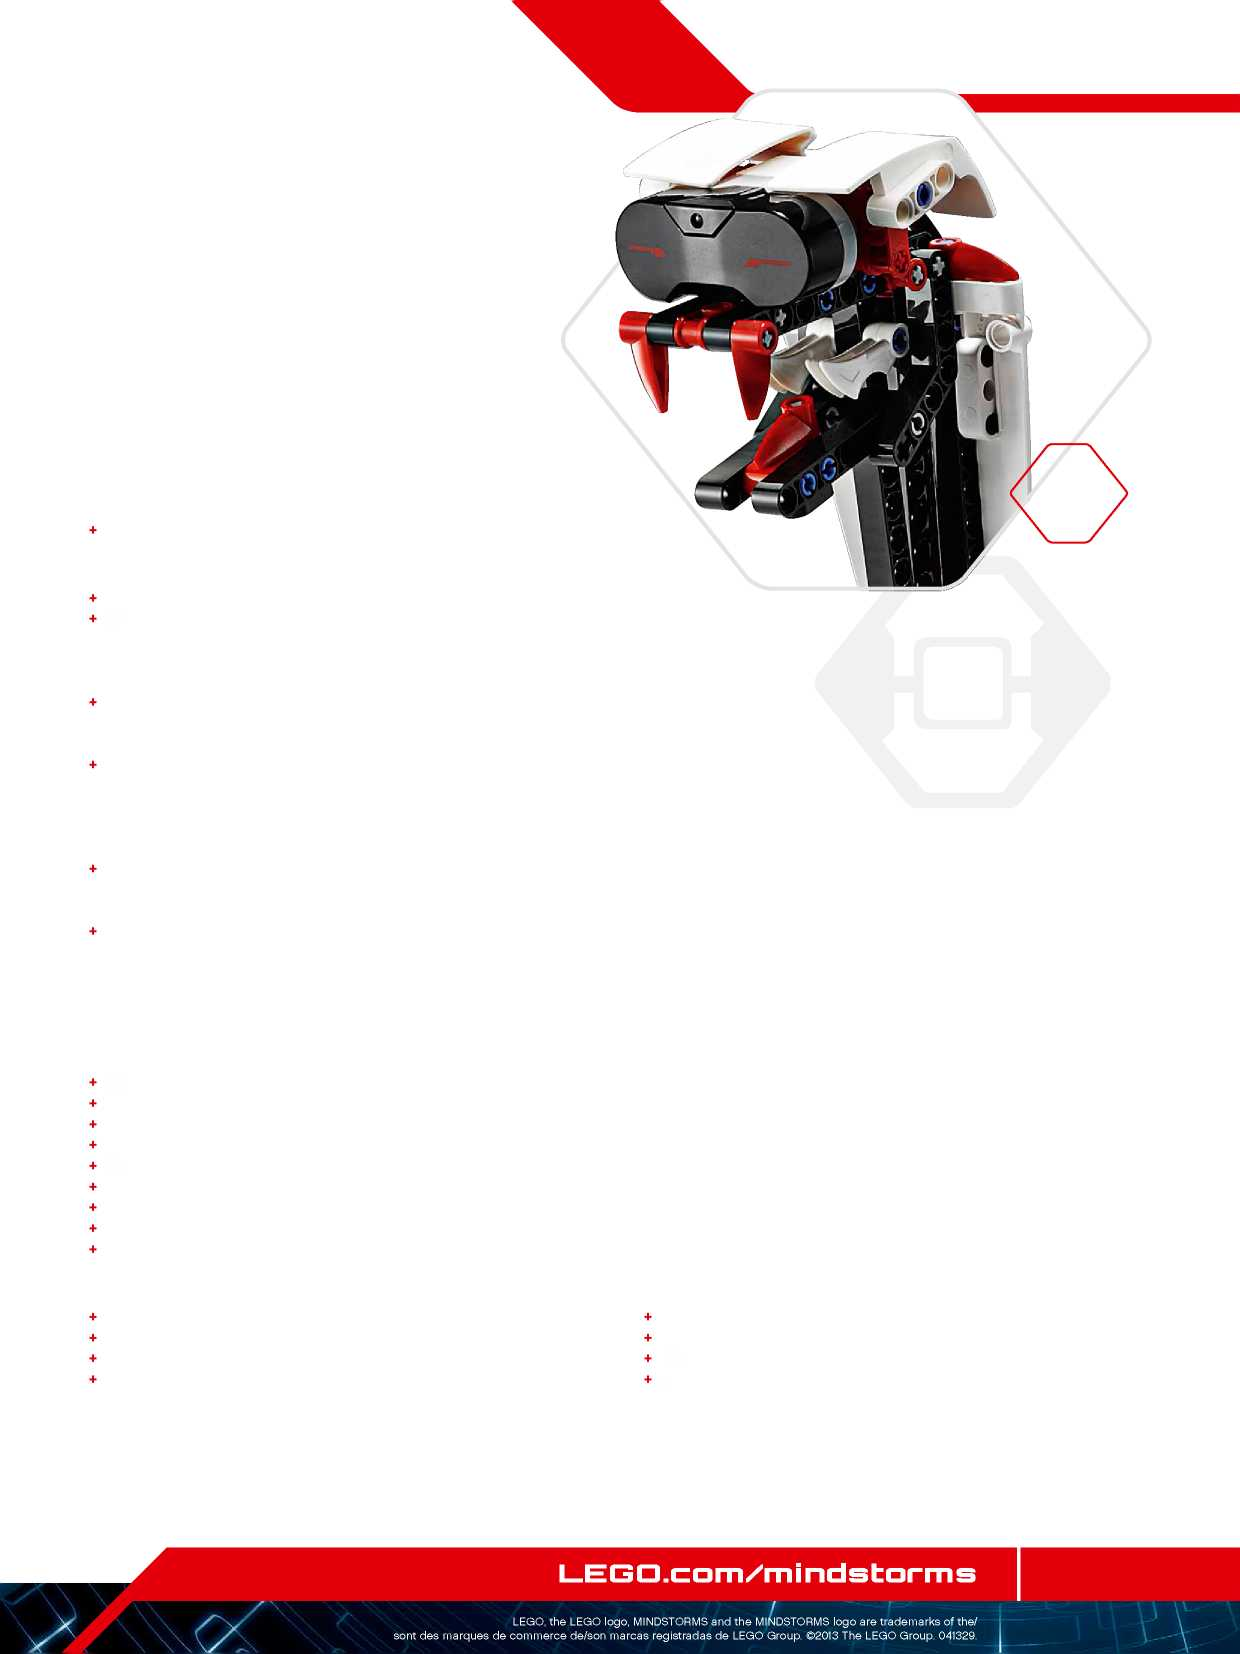 LEGO.com/mindstorms
LEGO, the LEGO logo, MINDSTORMS and the MINDSTORMS logo are trademarks of the/
sont des marques de commerce de/son marcas registradas de LEGO Group. ©2013 The LEGO Group. 041329.